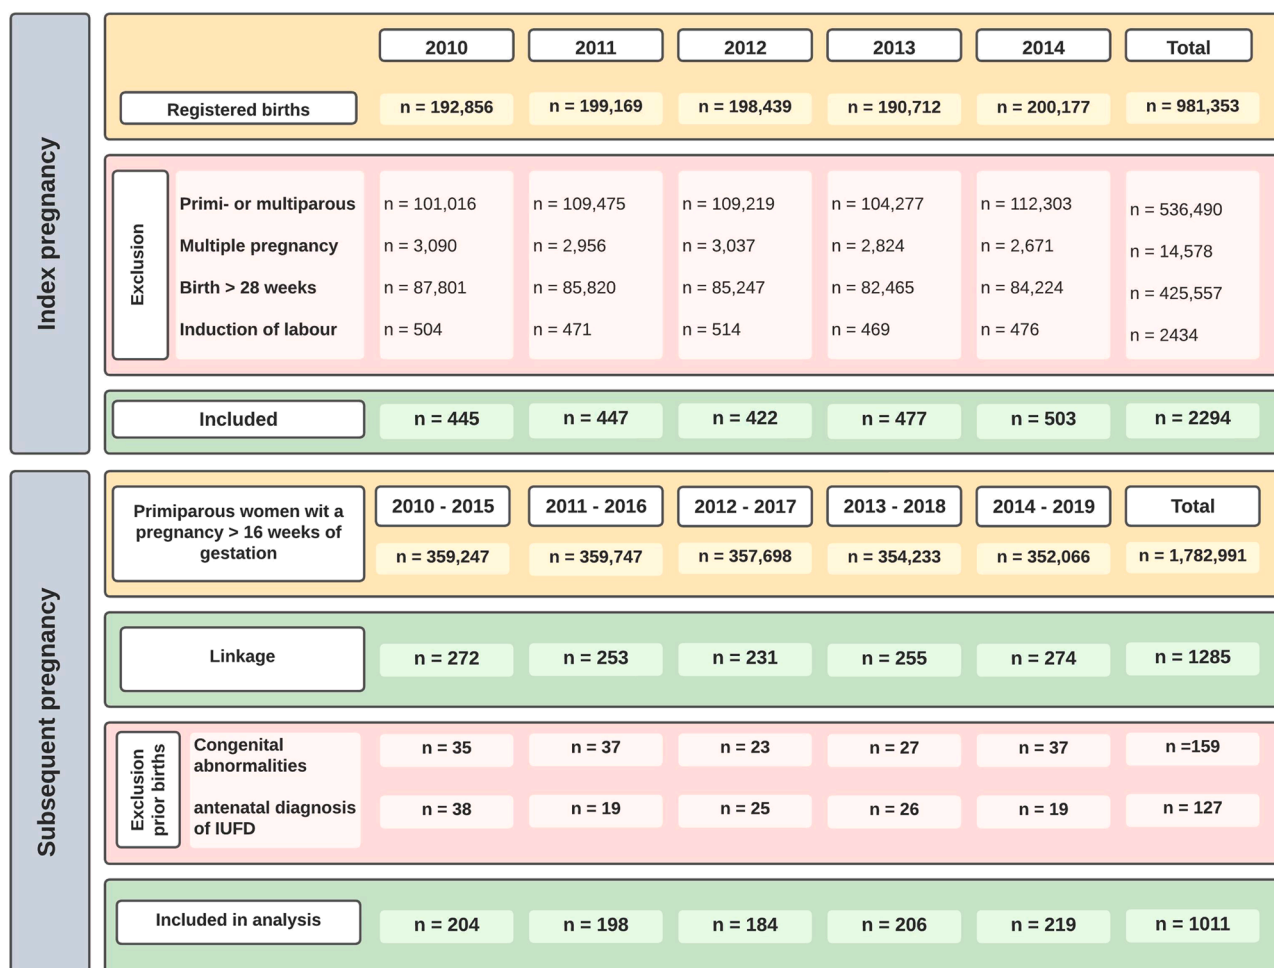 Index pregnancy
2010 2011 2012 2013 2014 Total
Registered births n = 192,856 n = 199,169 n = 198,439 n = 190,712 n = 200,177 n = 981,353
Exclusion
Primi- or multiparous n = 101,016 n = 109,475 n = 109,219 n = 104,277 n = 112,303 n = 536,490
Multiple pregnancy n = 3,090 n = 2,956 n = 3,037 n = 2,824 n = 2,671 n = 14,578
Birth > 28 weeks n = 87,801 n = 85,820 n = 85,247 n = 82,465 n = 84,224 n = 425,557
Induction of labour n = 504 n = 471 n = 514 n = 469 n = 476 n = 2434
Included n = 445 n = 447 n = 422 n = 477 n = 503 n = 2294
Subsequent pregnancy
Primiparous women wit a
pregnancy > 16 weeks of
gestation
2010 - 2015 2011 - 2016 2012 - 2017 2013 - 2018 2014 - 2019 Total
n = 359,247 n = 359,747 n = 357,698 n = 354,233 n = 352,066 n = 1,782,991
Linkage n = 272 n = 253 n = 231 n = 255 n = 274 n = 1285
Exclusion
prior births
Congenital
abnormalities
n = 35 n = 37 n = 23 n = 27 n = 37 n =159
antenatal diagnosis
of IUFD
n = 38 n = 19 n = 25 n = 26 n = 19 n = 127
Included in analysis n = 204 n = 198 n = 184 n = 206 n = 219 n = 1011